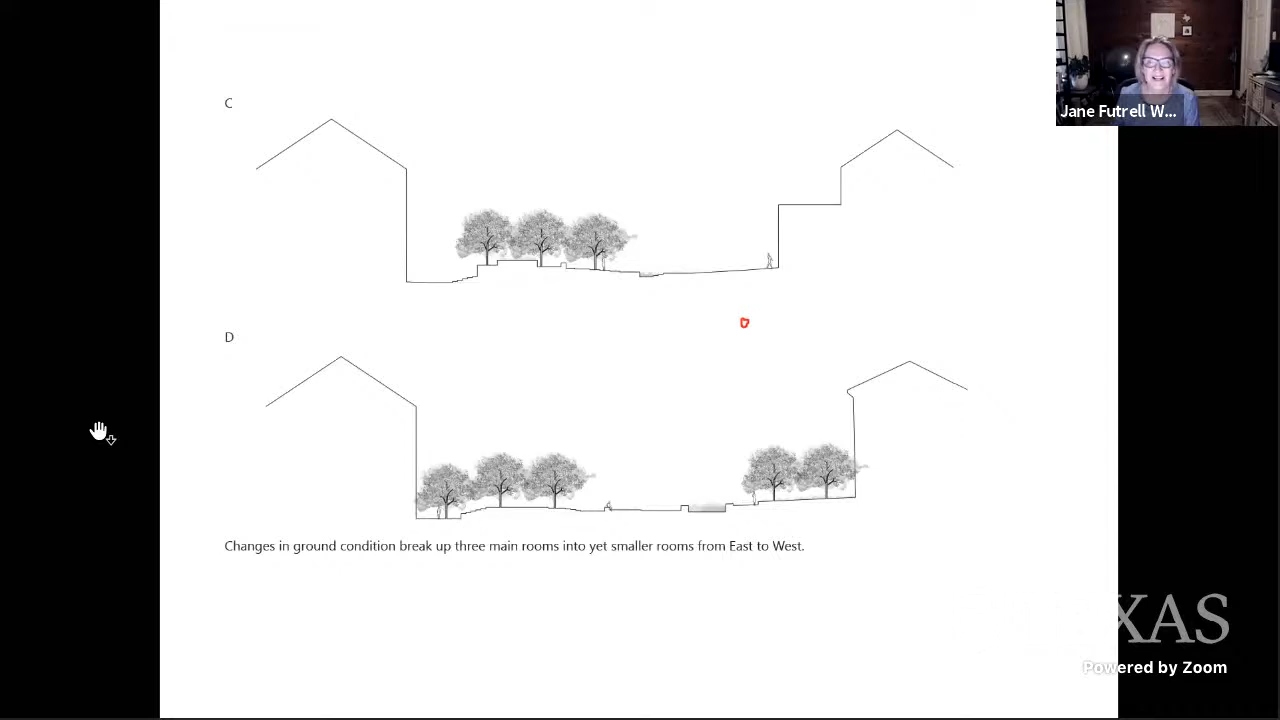 C
Jane Futrell W...
D
Changes in ground condition break up three main rooms into yet smaller rooms from East to West.
XAS
Powered by Zoom